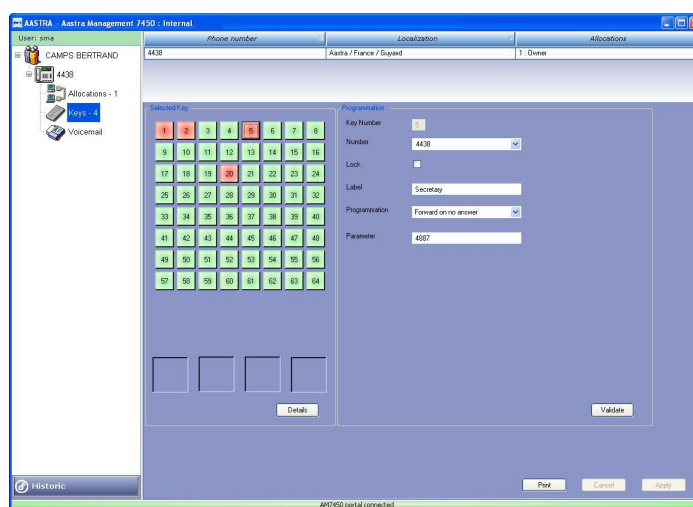 AASTRA - Aastra Management 7450 : Internal
User: sma
Phone number Localization Allocations
4438 Aastra / France / Guyaxd 1 : Owner
CAMPS BERTRAND
4438
Allocations - 1
Keys - 4
Voicemail
Selected Key
1 2 3 4 5 6 7 8
9 10 11 12 13 14 15 16
17 18 19 20 21 22 23 24
25 26 27 28 29 30 31 32
33 34 35 36 37 38 39 40
41 42 43 44 45 46 47 48
49 50 51 52 53 54 55 56
57 58 59 60 61 62 63 64
Details
Programmation
Key Number 5
Number 4438
Lock
Label Secretary
Programmation Forward on no answer
Parameter 4887
Validate
Historic
Print Cancel Apply
AM7450 portal connected